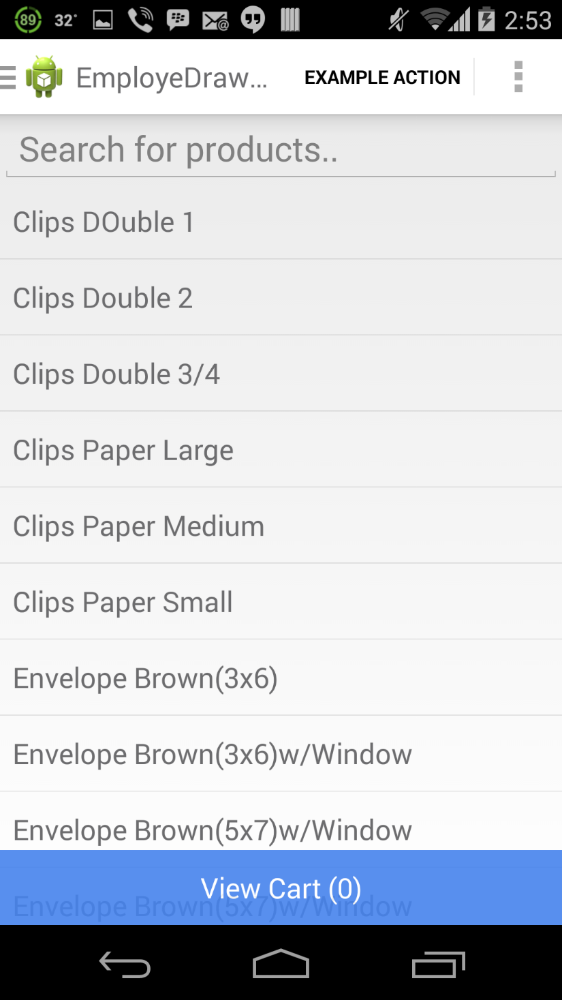 89 32° 2:53
EmployeDraw... EXAMPLE ACTION
Search for products..
Clips DOuble 1
Clips Double 2
Clips Double 3/4
Clips Paper Large
Clips Paper Medium
Clips Paper Small
Envelope Brown(3x6)
Envelope Brown(3x6)w/Window
Envelope Brown(5x7)w/Window
View Cart (0)
Envelope Brown(5x7)w/Window